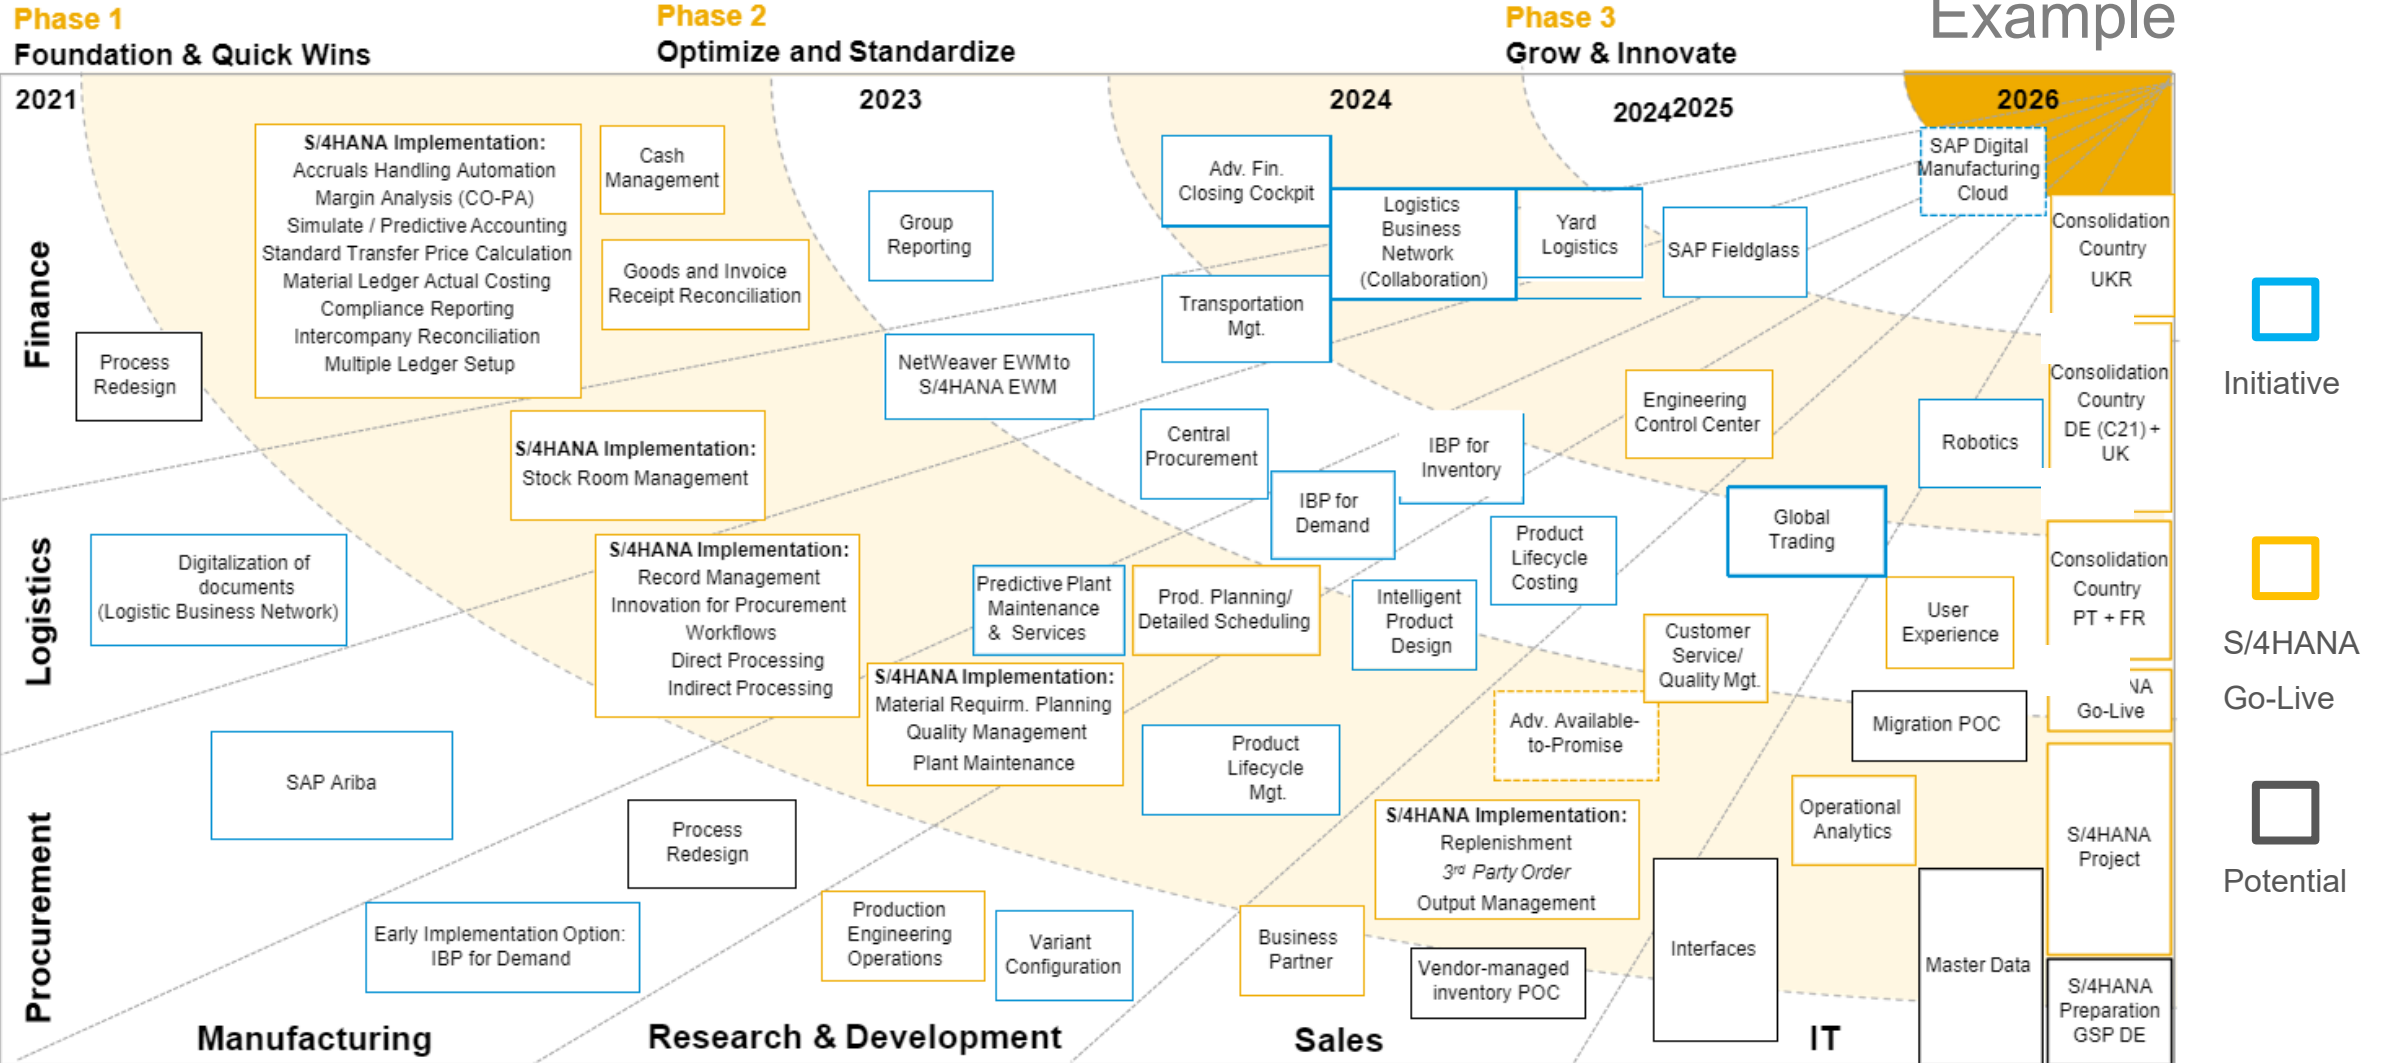 Phase 1
Foundation & Quick Wins
Phase 2
Optimize and Standardize
Phase 3
Grow & Innovate
Example
2021
2023
2024
2024
2025
2026
Finance
Logistics
Procurement
Manufacturing
Research & Development
Sales
IT
S/4HANA Implementation:
Accruals Handling Automation
Margin Analysis (CO-PA)
Simulate / Predictive Accounting
Standard Transfer Price Calculation
Material Ledger Actual Costing
Compliance Reporting
Intercompany Reconciliation
Multiple Ledger Setup
Cash
Management
Goods and Invoice
Receipt Reconciliation
Process
Redesign
Group
Reporting
Adv. Fin.
Closing Cockpit
Logistics
Business
Network
(Collaboration)
Yard
Logistics
SAP Fieldglass
SAP Digital
Manufacturing
Cloud
Consolidation
Country
UKR
Transportation
Mgt.
NetWeaver EWM to
S/4HANA EWM
S/4HANA Implementation:
Stock Room Management
Central
Procurement
IBP for
Inventory
IBP for
Demand
Engineering
Control Center
Robotics
Consolidation
Country
DE (C21) +
UK
Digitalization of
documents
(Logistic Business Network)
S/4HANA Implementation:
Record Management
Innovation for Procurement
Workflows
Direct Processing
Indirect Processing
Predictive Plant
Maintenance
& Services
Prod. Planning/
Detailed Scheduling
Intelligent
Product
Design
Product
Lifecycle
Costing
Global
Trading
User
Experience
Consolidation
Country
PT + FR
Customer
Service/
Quality Mgt.
S/4HANA Implementation:
Material Requirm. Planning
Quality Management
Plant Maintenance
Adv. Available-
to-Promise
Migration POC
NA
Go-Live
SAP Ariba
Process
Redesign
Product
Lifecycle
Mgt.
S/4HANA Implementation:
Replenishment
3rd Party Order
Output Management
Operational
Analytics
S/4HANA
Project
Early Implementation Option:
IBP for Demand
Production
Engineering
Operations
Variant
Configuration
Business
Partner
Vendor-managed
inventory POC
Interfaces
Master Data
S/4HANA
Preparation
GSP DE
Initiative
S/4HANA
Go-Live
Potential